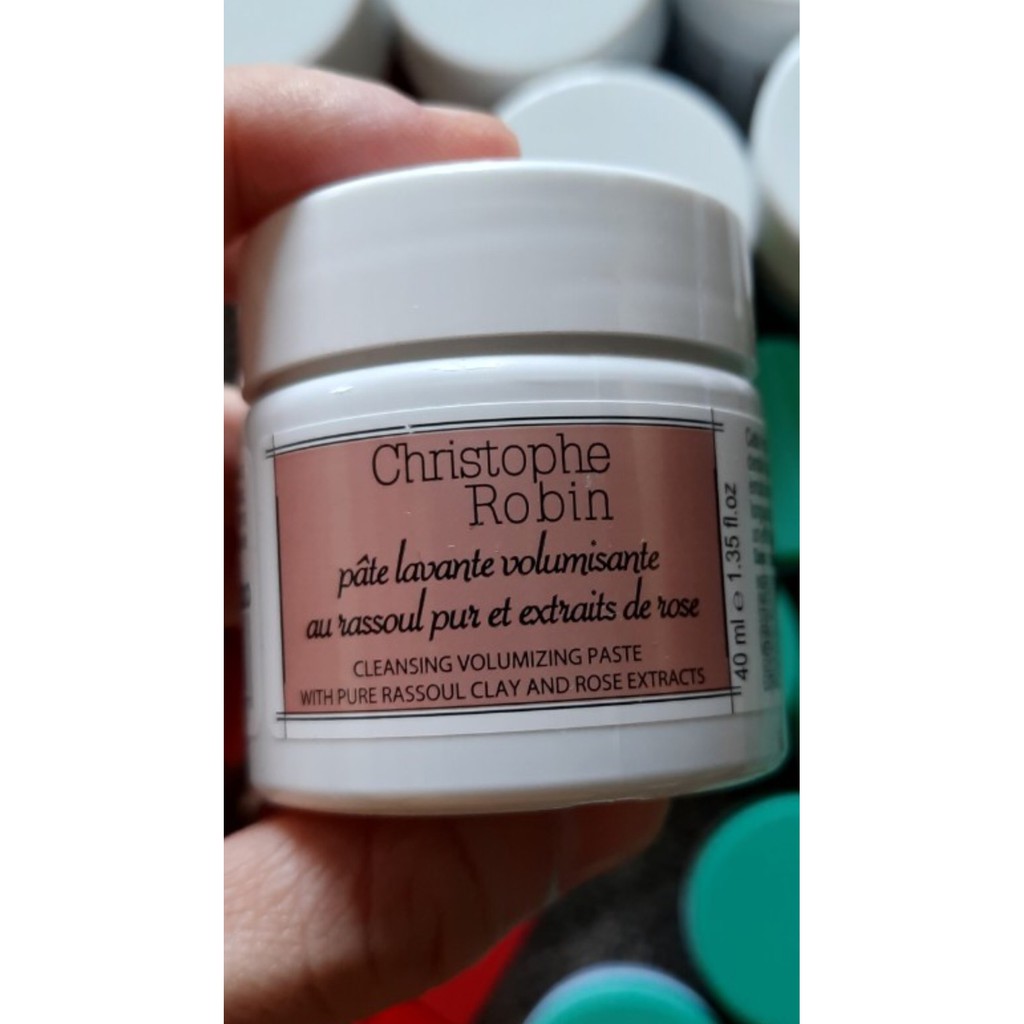 Christophe
Robin
pâte lavante volumisante
au rassoul pur et extraits de rose
CLEANSING VOLUMIZING PASTE
WITH PURE RASSOUL CLAY AND ROSE EXTRACTS
40 ml e 1.35 fl.oz